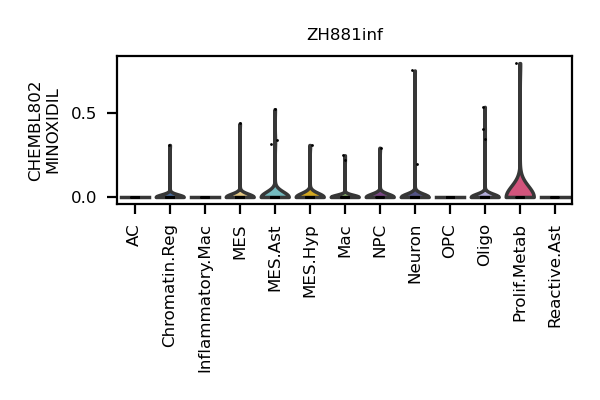 ZH881inf
CHEMBL802
MINOXIDIL
0.5
0.0
AC
Chromatin.Reg
Inflammatory.Mac
MES
MES.Ast
MES.Hyp
Mac
NPC
Neuron
OPC
Oligo
Prolif.Metab
Reactive.Ast